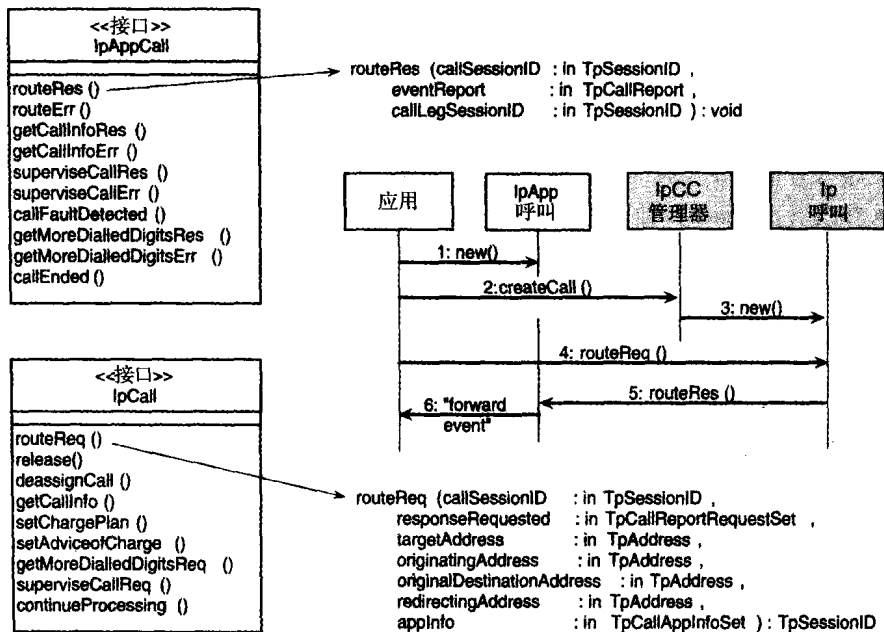 <<接口>>
IpAppCall
routeRes ()
routeErr ()
getCallInfoRes ()
getCallInfoErr ()
superviseCallRes ()
superviseCallErr ()
callFaultDetected ()
getMoreDialledDigitsRes ()
getMoreDialledDigitsErr ()
callEnded ()
routeRes (callSessionID : in TpSessionID ,
eventReport : in TpCallReport ,
callLegSessionID : in TpSessionID ) : void
应用
IpApp
呼叫
IpCC
管理器
Ip
呼叫
1: new()
2:createCall ()
3: new()
4: routeReq ()
5: routeRes ()
6: "forward
event"
<<接口>>
IpCall
routeReq ()
release()
deassignCall ()
getCallInfo ()
setChargePlan ()
setAdviceofCharge ()
getMoreDialledDigitsReq ()
superviseCallReq ()
continueProcessing ()
routeReq (callSessionID : in TpSessionID ,
responseRequested : in TpCallReportRequestSet ,
targetAddress : in TpAddress ,
originatingAddress : in TpAddress,
originalDestinationAddress : in TpAddress,
redirectingAddress : in TpAddress,
appInfo : in TpCallAppInfoSet ) : TpSessionID